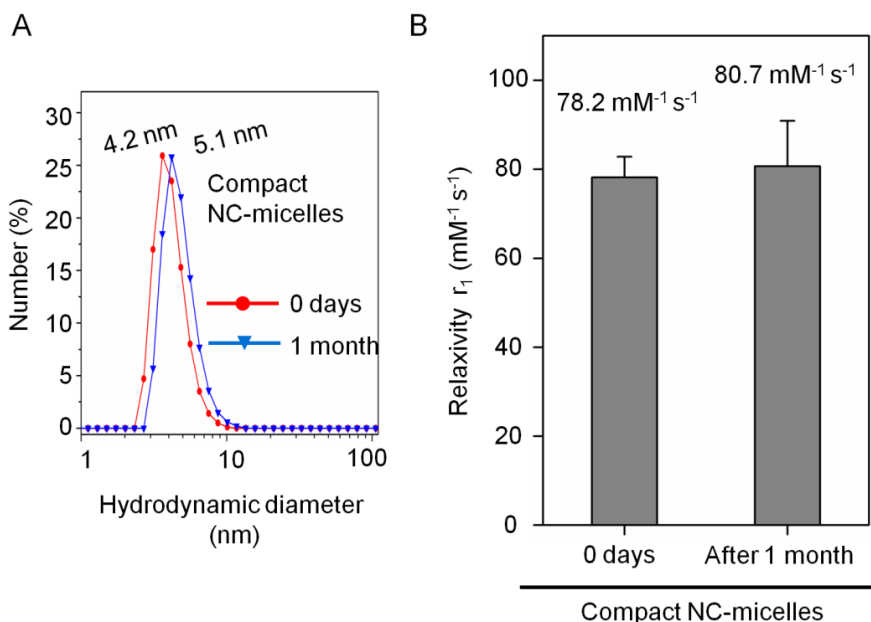 A
30
25
20
15
10
5
0
Number (%)
4.2 nm
5.1 nm
Compact
NC-micelles
0 days
1 month
1
10
100
Hydrodynamic diameter
(nm)
B
100
80
60
40
20
0
Relaxivity r₁ (mM⁻¹ s⁻¹)
78.2 mM⁻¹ s⁻¹
80.7 mM⁻¹ s⁻¹
0 days
After 1 month
Compact NC-micelles